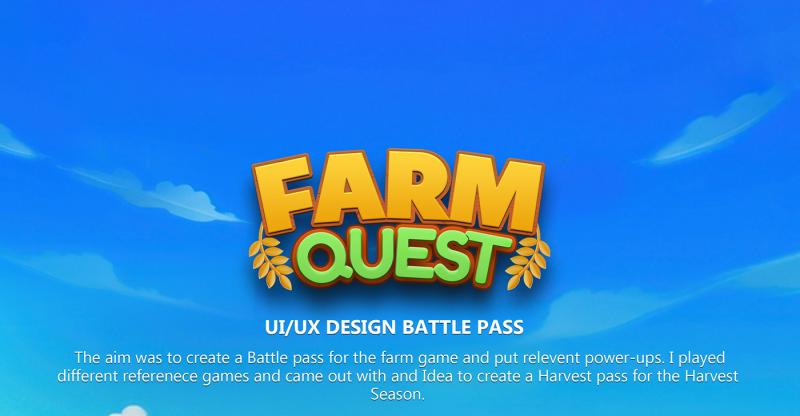 FARM
QUEST
UI/UX DESIGN BATTLE PASS
The aim was to create a Battle pass for the farm game and put relevent power-ups. I played
different referenece games and came out with and Idea to create a Harvest pass for the Harvest
Season.